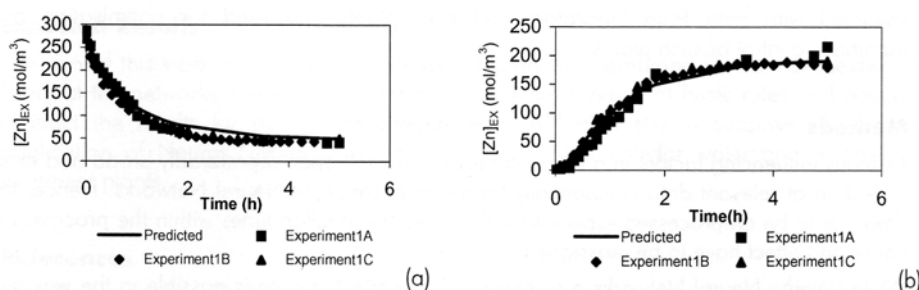 300
250
200
150
100
50
0
[Zn]EX (mol/m³)
0 2 4 6
Time (h)
Predicted
Experiment1A
Experiment1B
Experiment1C
(a)
250
200
150
100
50
0
[Zn]EX (mol/m³)
0 2 4 6
Time(h)
Predicted
Experiment1A
Experiment1B
Experiment1C
(b)